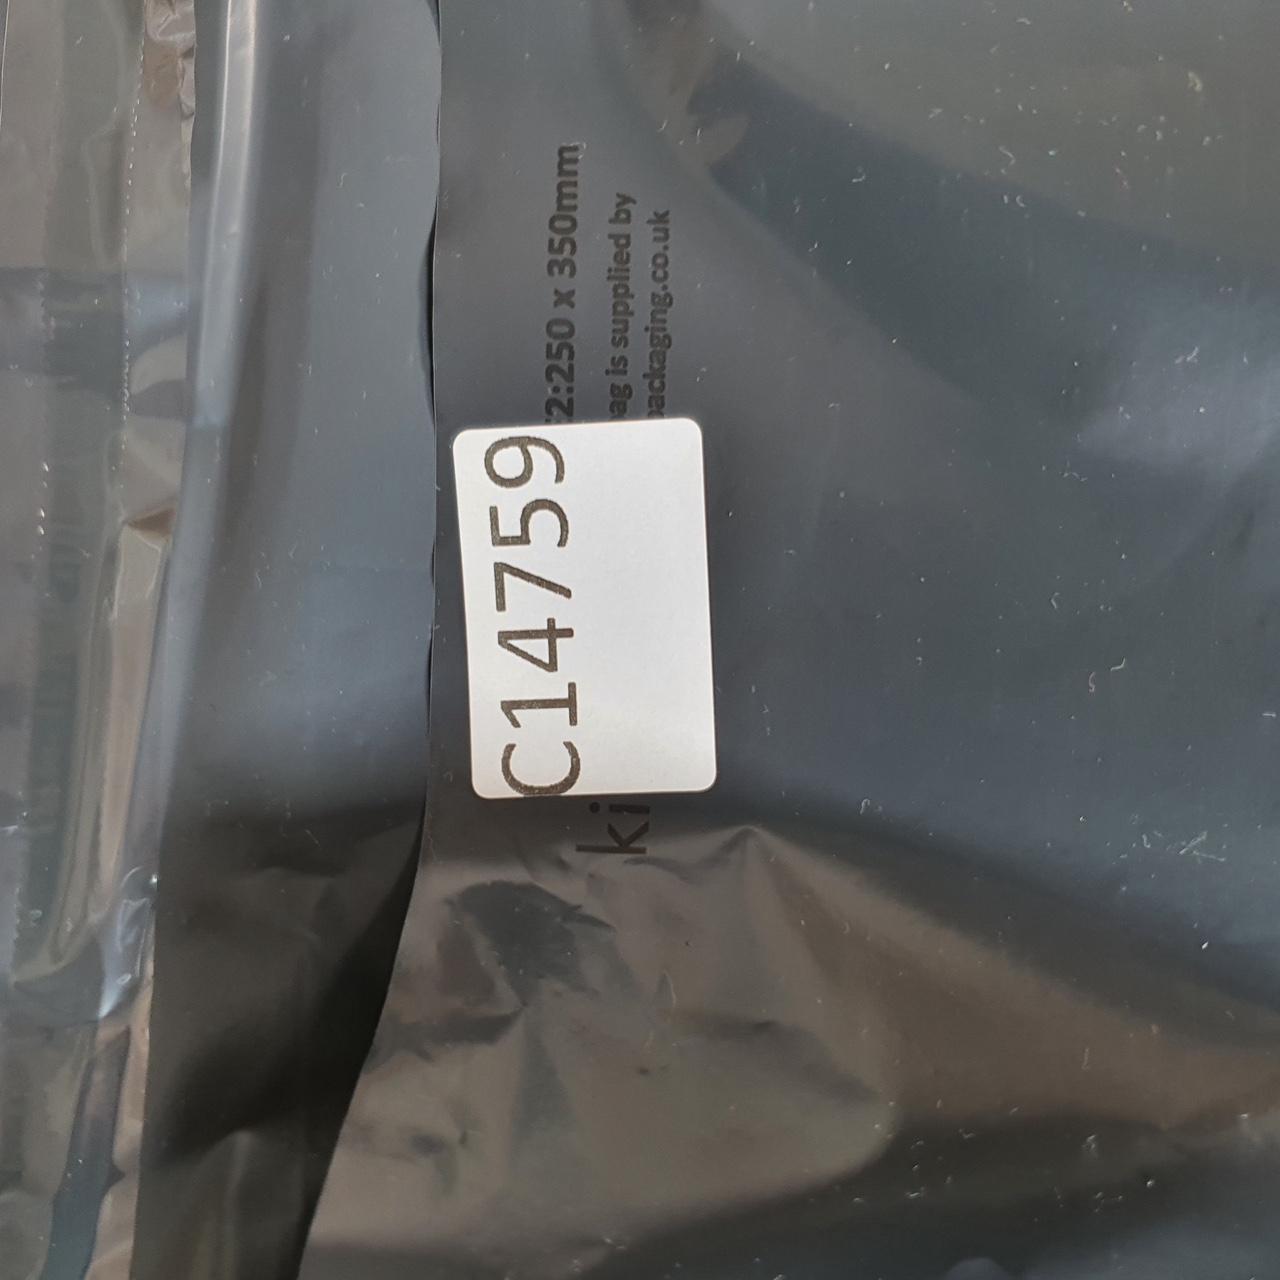 C14759
2:250 x 350mm
ag is supplied by
packaging.co.uk
ki